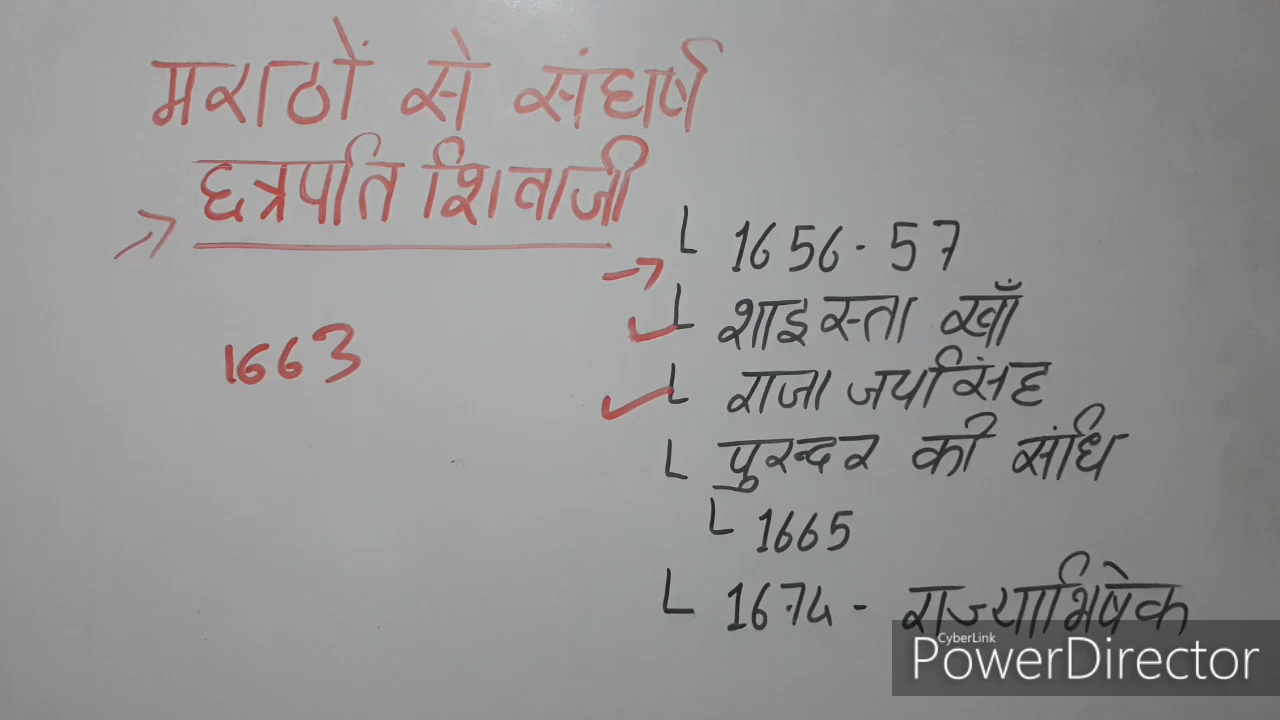 मराठों से संघर्ष
छत्रपति शिवाजी
1656-57
शाइस्ता खाँ
1663
राजा जयसिंह
पुरन्दर की संधि
1665
1674- राज्याभिषेक
CyberLink
PowerDirector